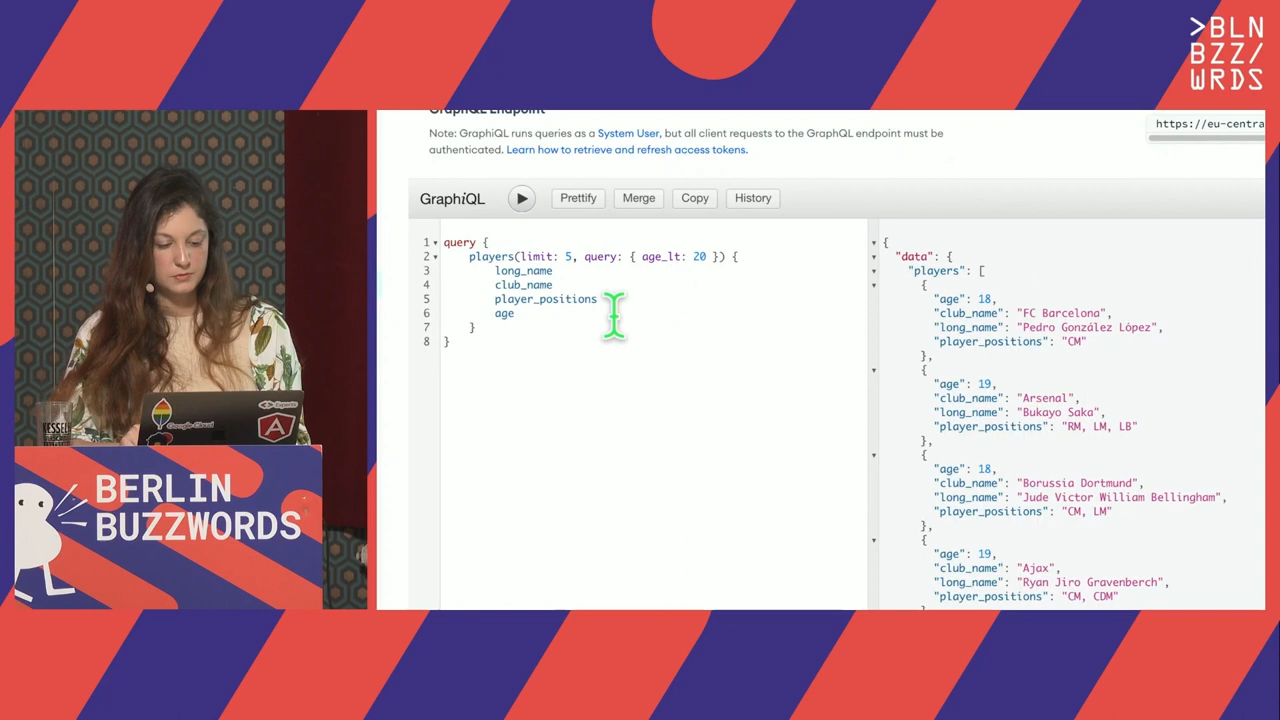 >BLN
BZZ/
WRDS
GraphiQL Endpoint
Note: GraphiQL runs queries as a System User, but all client requests to the GraphQL endpoint must be
authenticated. Learn how to retrieve and refresh access tokens.
https://eu-centra
GraphiQL
Prettify
Merge
Copy
History
1 query {
2 players(limit: 5, query: { age_lt: 20 }) {
3 long_name
4 club_name
5 player_positions
6 age
7 }
8 }
{
"data": {
"players": [
{
"age": 18,
"club_name": "FC Barcelona",
"long_name": "Pedro González López",
"player_positions": "CM"
},
{
"age": 19,
"club_name": "Arsenal",
"long_name": "Bukayo Saka",
"player_positions": "RM, LM, LB"
},
{
"age": 18,
"club_name": "Borussia Dortmund",
"long_name": "Jude Victor William Bellingham",
"player_positions": "CM, LM"
},
{
"age": 19,
"club_name": "Ajax",
"long_name": "Ryan Jiro Gravenberch",
"player_positions": "CM, CDM"
Google Cloud
Experts
A
BERLIN
BUZZWORDS